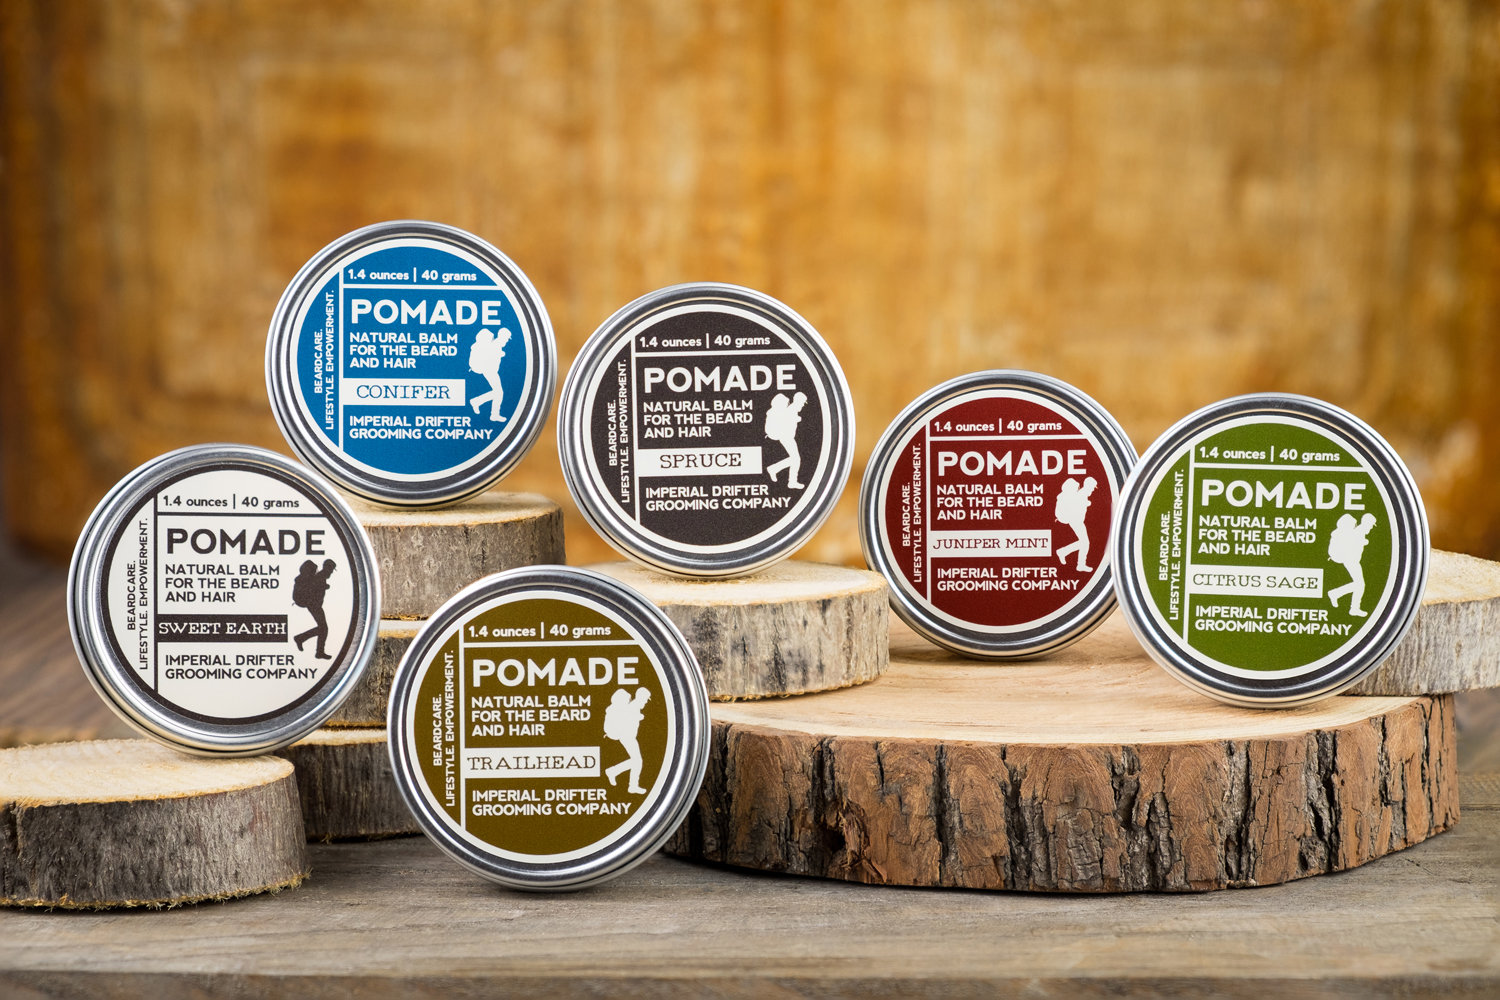 1.4 ounces | 40 grams
POMADE
NATURAL BALM
FOR THE BEARD
AND HAIR
CONIFER
IMPERIAL DRIFTER
GROOMING COMPANY
BEARDCARE.
LIFESTYLE. EMPOWERMENT.
1.4 ounces | 40 grams
POMADE
NATURAL BALM
FOR THE BEARD
AND HAIR
SPRUCE
IMPERIAL DRIFTER
GROOMING COMPANY
BEARDCARE.
LIFESTYLE. EMPOWERMENT.
1.4 ounces | 40 grams
POMADE
NATURAL BALM
FOR THE BEARD
AND HAIR
JUNIPER MINT
IMPERIAL DRIFTER
GROOMING COMPANY
BEARDCARE.
LIFESTYLE. EMPOWERMENT.
1.4 ounces | 40 grams
POMADE
NATURAL BALM
FOR THE BEARD
AND HAIR
CITRUS SAGE
IMPERIAL DRIFTER
GROOMING COMPANY
BEARDCARE.
LIFESTYLE. EMPOWERMENT.
1.4 ounces | 40 grams
POMADE
NATURAL BALM
FOR THE BEARD
AND HAIR
SWEET EARTH
IMPERIAL DRIFTER
GROOMING COMPANY
BEARDCARE.
LIFESTYLE. EMPOWERMENT.
1.4 ounces | 40 grams
POMADE
NATURAL BALM
FOR THE BEARD
AND HAIR
TRAILHEAD
IMPERIAL DRIFTER
GROOMING COMPANY
BEARDCARE.
LIFESTYLE. EMPOWERMENT.